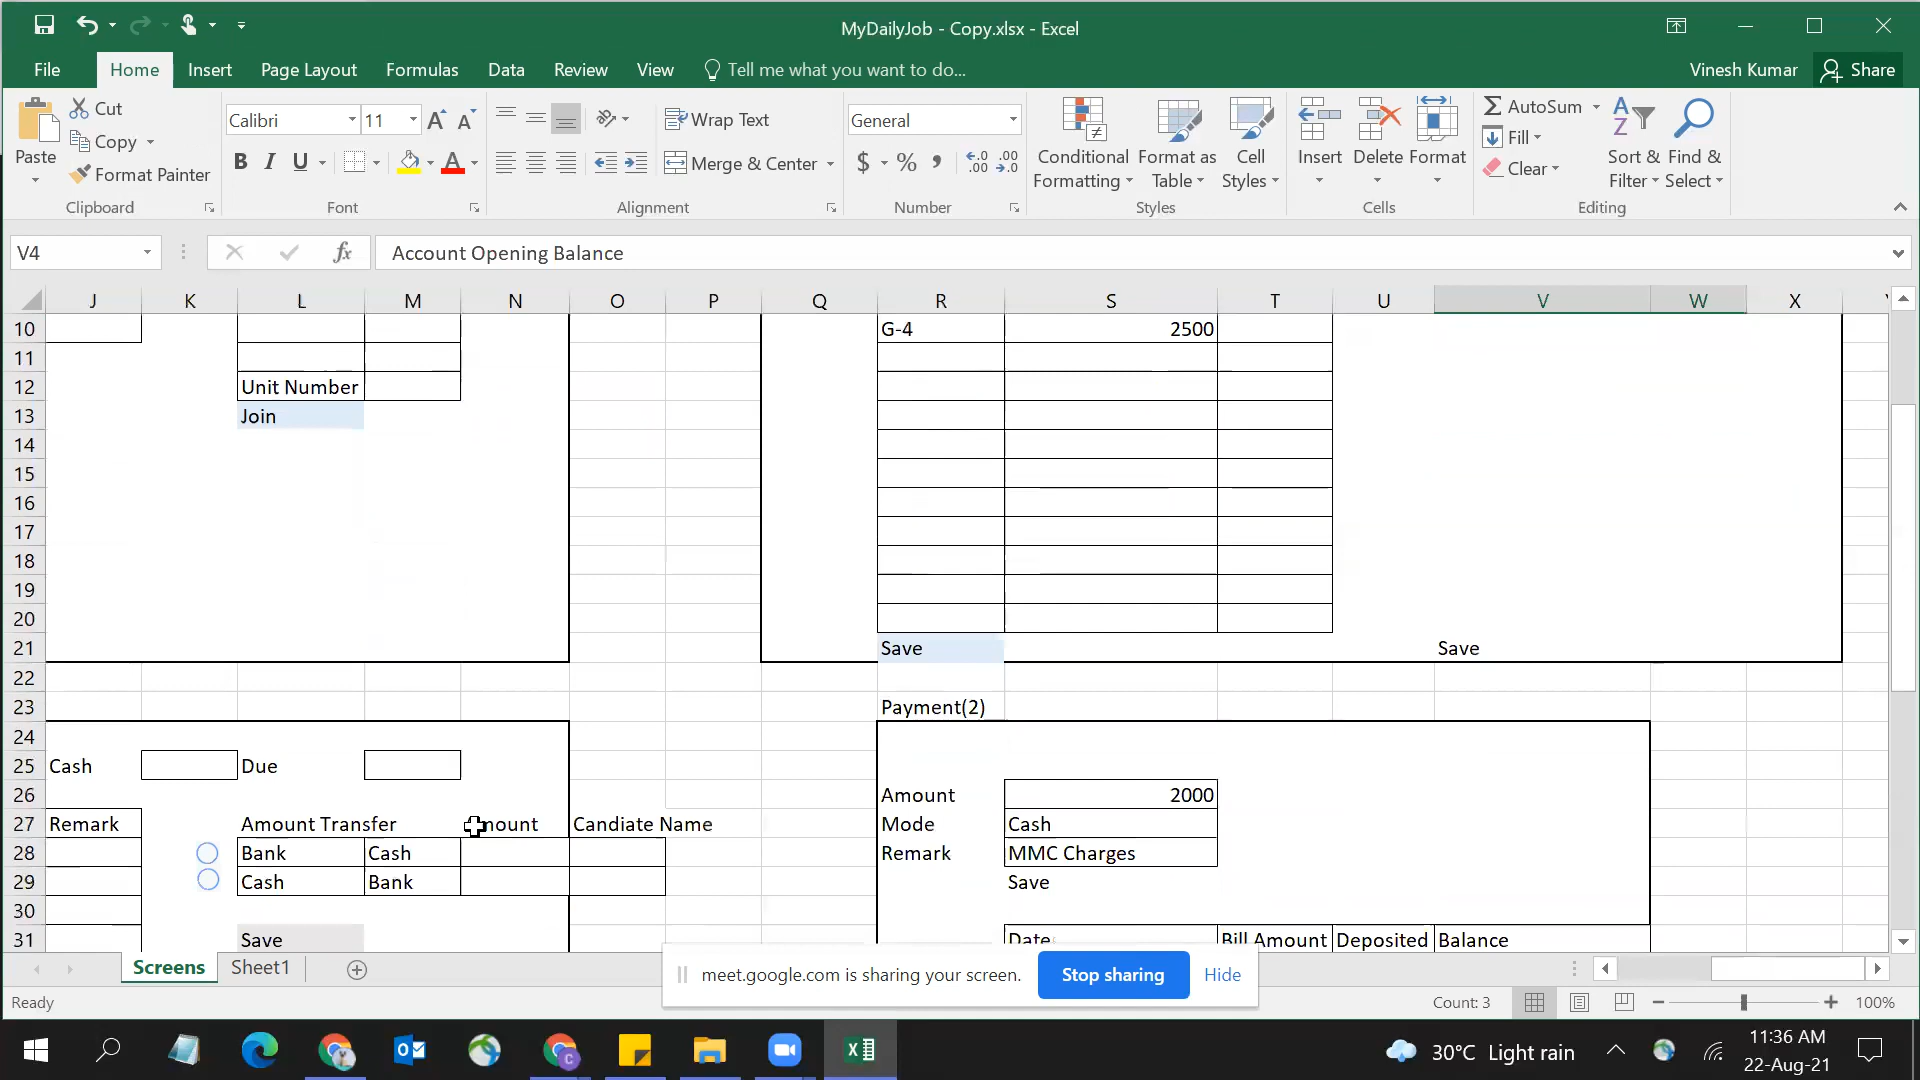 MyDailyJob - Copy.xlsx - Excel
File Home Insert Page Layout Formulas Data Review View Tell me what you want to do... Vinesh Kumar Share
Paste Cut Copy Format Painter Clipboard
Calibri 11 A A B I U A Font
Wrap Text Merge & Center Alignment
General $ % , .0 .00 .00 .0 Number
Conditional Formatting Format as Table Cell Styles Styles
Insert Delete Format Cells
AutoSum Fill Clear Sort & Filter Find & Select Editing
V4 fx Account Opening Balance
J K L M N O P Q R S T U V W X
10 G-4 2500
11
12 Unit Number
13 Join
14
15
16
17
18
19
20
21 Save Save
22
23 Payment(2)
24
25 Cash Due
26 Amount 2000
27 Remark Amount Transfer mount Candiate Name Mode Cash
28 Bank Cash Remark MMC Charges
29 Cash Bank Save
30
31 Save Date Bill Amount Deposited Balance
Screens Sheet1
meet.google.com is sharing your screen. Stop sharing Hide
Ready Count: 3 100%
30°C Light rain 11:36 AM
22-Aug-21